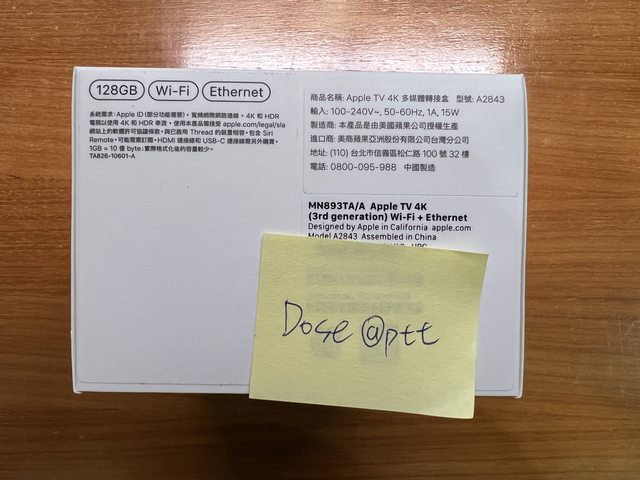 128GB Wi-Fi Ethernet
系統需求: Apple ID (部分功能需要)，寬頻網際網路連線。4K 和 HDR
電視以使用 4K 和 HDR 串流。使用本產品需接受 apple.com/legal/sla
網站上的軟體許可協議條款。與已啟用 Thread 的裝置相容。包含 Siri
Remote。可能需要訂閱。HDMI 連接線和 USB-C 連接線需另外購買。
1GB = 10 億 byte；實際格式化後的容量較少。
TA826-10601-A
商品名稱: Apple TV 4K 多媒體轉接盒 型號: A2843
輸入: 100-240V~, 50-60Hz, 1A, 15W
製造商: 本產品是由美國蘋果公司授權生產
進口商: 美商蘋果亞洲股份有限公司台灣分公司
地址: (110) 台北市信義區松仁路 100 號 32 樓
電話: 0800-095-988 中國製造
MN893TA/A Apple TV 4K
(3rd generation) Wi-Fi + Ethernet
Designed by Apple in California apple.com
Model A2843 Assembled in China
Dose @ptt